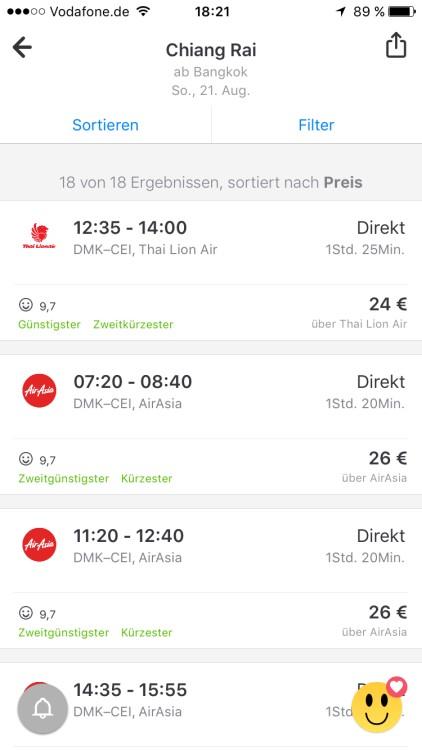 Vodafone.de 18:21 89 %
Chiang Rai
ab Bangkok
So., 21. Aug.
Sortieren Filter
18 von 18 Ergebnissen, sortiert nach Preis
Thai Lionair
12:35 - 14:00 Direkt
DMK–CEI, Thai Lion Air 1Std. 25Min.
9,7 24 €
Günstigster Zweitkürzester über Thai Lion Air
AirAsia
07:20 - 08:40 Direkt
DMK–CEI, AirAsia 1Std. 20Min.
9,7 26 €
Zweitgünstigster Kürzester über AirAsia
AirAsia
11:20 - 12:40 Direkt
DMK–CEI, AirAsia 1Std. 20Min.
9,7 26 €
Zweitgünstigster Kürzester über AirAsia
14:35 - 15:55
DMK–CEI, AirAsia 1Std.